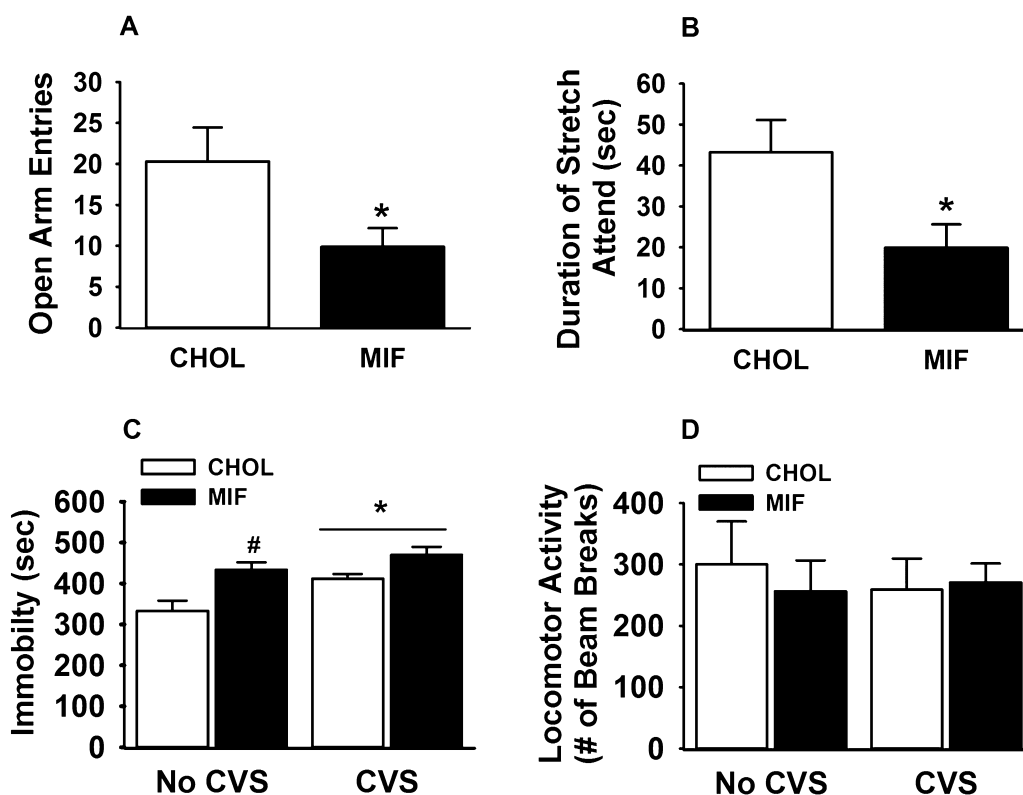 A
Open Arm Entries
30
25
20
15
10
5
0
*
CHOL MIF
B
Duration of Stretch
Attend (sec)
60
50
40
30
20
10
0
*
CHOL MIF
C
CHOL
MIF
Immobilty (sec)
600
500
400
300
200
100
0
#
*
No CVS CVS
D
CHOL
MIF
Locomotor Activity
(# of Beam Breaks)
400
300
200
100
0
No CVS CVS